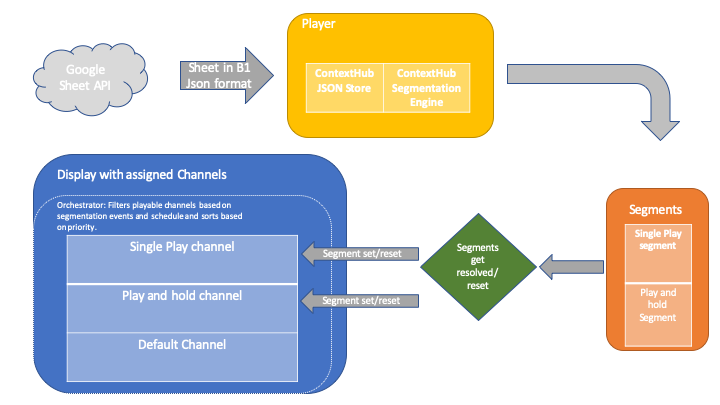 Player
Google
Sheet API
Sheet in B1
Json format
ContextHub
JSON Store
ContextHub
Segmentation
Engine
Display with assigned Channels
Orchestrator: Filters playable channels based on
segmentation events and schedule and sorts based
on priority.
Single Play channel
Play and hold channel
Default Channel
Segment set/reset
Segment set/reset
Segments
get
resolved/
reset
Segments
Single Play
segment
Play and
hold
Segment